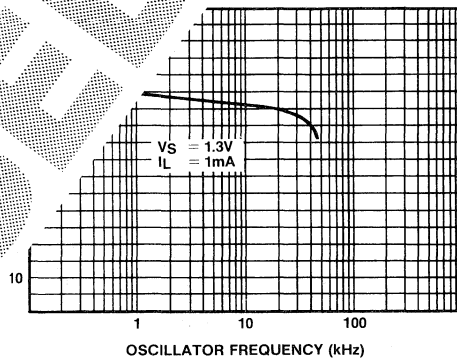 VS = 1.3V
IL = 1mA
10
1 10 100
OSCILLATOR FREQUENCY (kHz)